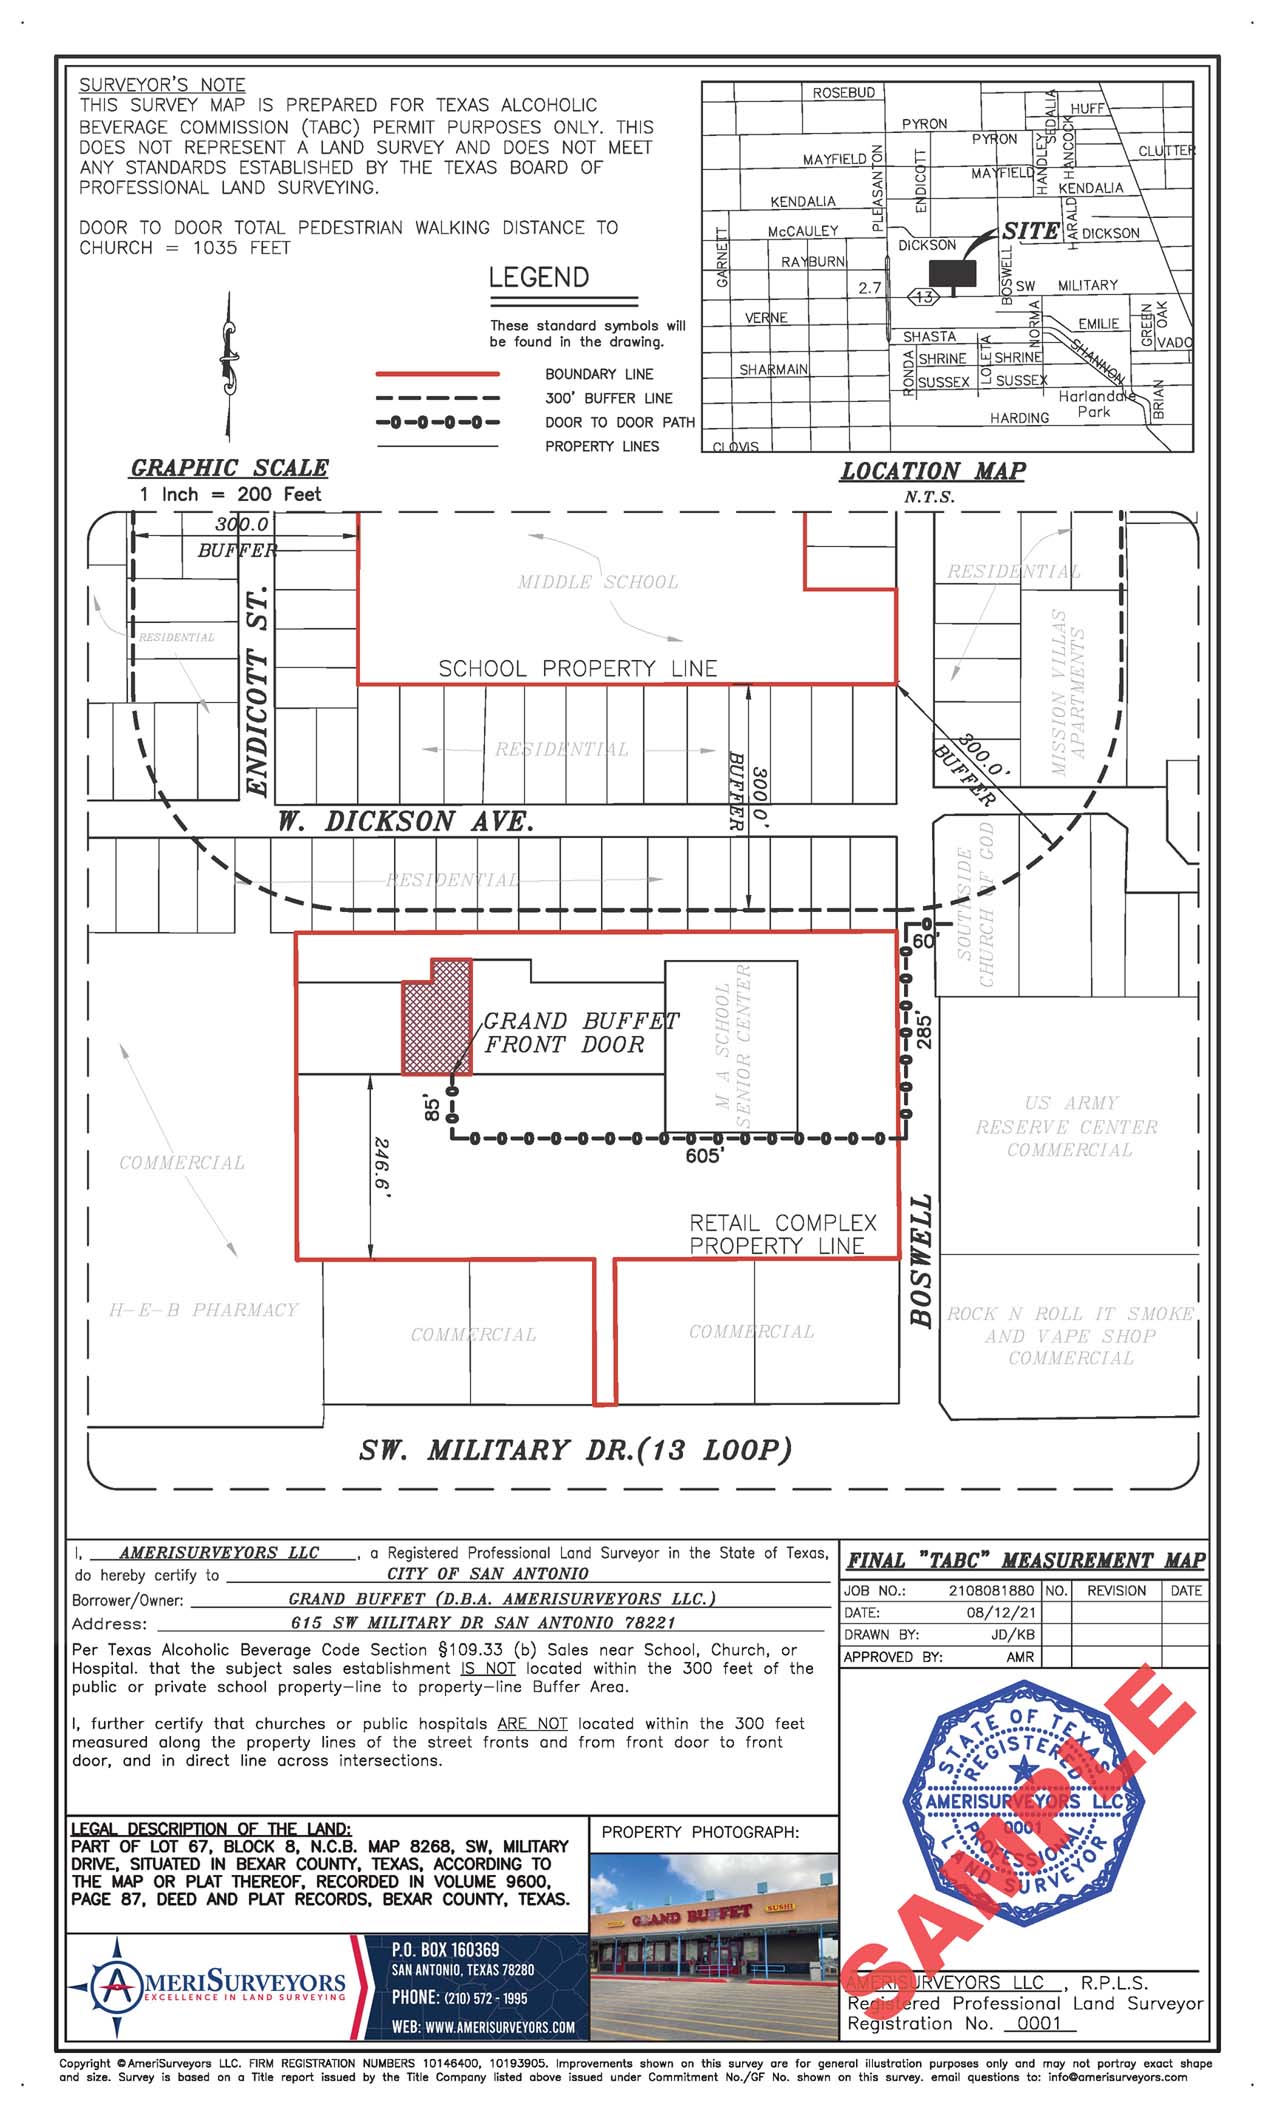 SURVEYOR'S NOTE
THIS SURVEY MAP IS PREPARED FOR TEXAS ALCOHOLIC
BEVERAGE COMMISSION (TABC) PERMIT PURPOSES ONLY. THIS
DOES NOT REPRESENT A LAND SURVEY AND DOES NOT MEET
ANY STANDARDS ESTABLISHED BY THE TEXAS BOARD OF
PROFESSIONAL LAND SURVEYING.
DOOR TO DOOR TOTAL PEDESTRIAN WALKING DISTANCE TO
CHURCH = 1035 FEET
LEGEND
These standard symbols will
be found in the drawing.
BOUNDARY LINE
300' BUFFER LINE
DOOR TO DOOR PATH
PROPERTY LINES
GRAPHIC SCALE
1 Inch = 200 Feet
ROSEBUD
HUFF
SEDALIA
PYRON
PYRON
HANCOCK
CLUTTER
MAYFIELD
PLEASANTON
ENDICOTT
MAYFIELD
HANDLEY
KENDALIA
KENDALIA
GARNETT
McCAULEY
DICKSON
SITE
HARALD
DICKSON
RAYBURN
BOSWELL
2.7
13
SW MILITARY
VERNE
NORMA
EMILIE
GREEN
OAK
SHASTA
VADO
SHARMAIN
RONDA
SHRINE
LOLETA
SHRINE
SHANNON
SUSSEX
SUSSEX
Harlandale
Park
BRIAN
HARDING
CLOVIS
LOCATION MAP
N.T.S.
300.0
BUFFER
MIDDLE SCHOOL
RESIDENTIAL
RESIDENTIAL
ENDICOTT ST.
SCHOOL PROPERTY LINE
MISSION VILLAS
APARTMENTS
RESIDENTIAL
300.0'
BUFFER
300.0'
BUFFER
W. DICKSON AVE.
RESIDENTIAL
SOUTHSIDE
CHURCH OF GOD
60'
GRAND BUFFET
FRONT DOOR
M A SCHOOL
SENIOR CENTER
285'
85'
605'
246.6'
US ARMY
RESERVE CENTER
COMMERCIAL
COMMERCIAL
RETAIL COMPLEX
PROPERTY LINE
BOSWELL
H-E-B PHARMACY
COMMERCIAL
COMMERCIAL
ROCK N ROLL IT SMOKE
AND VAPE SHOP
COMMERCIAL
SW. MILITARY DR.(13 LOOP)
I, AMERISURVEYORS LLC, a Registered Professional Land Surveyor in the State of Texas,
do hereby certify to CITY OF SAN ANTONIO
Borrower/Owner: GRAND BUFFET (D.B.A. AMERISURVEYORS LLC.)
Address: 615 SW MILITARY DR SAN ANTONIO 78221
Per Texas Alcoholic Beverage Code Section §109.33 (b) Sales near School, Church, or
Hospital. that the subject sales establishment IS NOT located within the 300 feet of the
public or private school property-line to property-line Buffer Area.
I, further certify that churches or public hospitals ARE NOT located within the 300 feet
measured along the property lines of the street fronts and from front door to front
door, and in direct line across intersections.
FINAL "TABC" MEASUREMENT MAP
JOB NO.: 2108081880 NO. REVISION DATE
DATE: 08/12/21
DRAWN BY: JD/KB
APPROVED BY: AMR
LEGAL DESCRIPTION OF THE LAND:
PART OF LOT 67, BLOCK 8, N.C.B. MAP 8268, SW, MILITARY
DRIVE, SITUATED IN BEXAR COUNTY, TEXAS, ACCORDING TO
THE MAP OR PLAT THEREOF, RECORDED IN VOLUME 9600,
PAGE 87, DEED AND PLAT RECORDS, BEXAR COUNTY, TEXAS.
PROPERTY PHOTOGRAPH:
GRAND BUFFET
SUSHI
STATE OF TEXAS
REGISTERED
AMERISURVEYORS LLC
0001
PROFESSIONAL
LAND SURVEYOR
SAMPLE
AMERISURVEYORS LLC, R.P.L.S.
Registered Professional Land Surveyor
Registration No. 0001
AMERISURVEYORS
EXCELLENCE IN LAND SURVEYING
P.O. BOX 160369
SAN ANTONIO, TEXAS 78280
PHONE: (210) 572 - 1995
WEB: WWW.AMERISURVEYORS.COM
Copyright ©AmeriSurveyors LLC. FIRM REGISTRATION NUMBERS 10146400, 10193905. Improvements shown on this survey are for general illustration purposes only and may not portray exact shape
and size. Survey is based on a Title report issued by the Title Company listed above issued under Commitment No./GF No. shown on this survey. email questions to: info@amerisurveyors.com